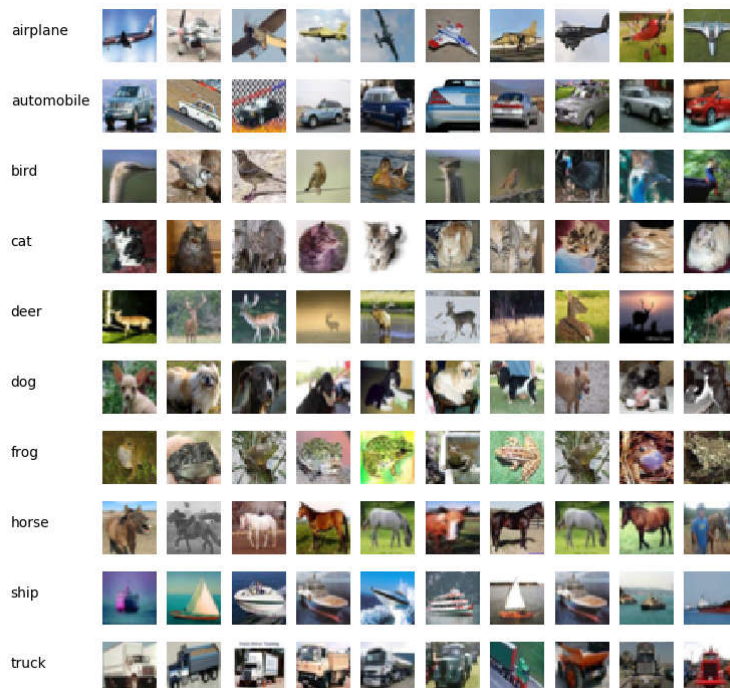 airplane
automobile
bird
cat
deer
dog
frog
horse
ship
truck